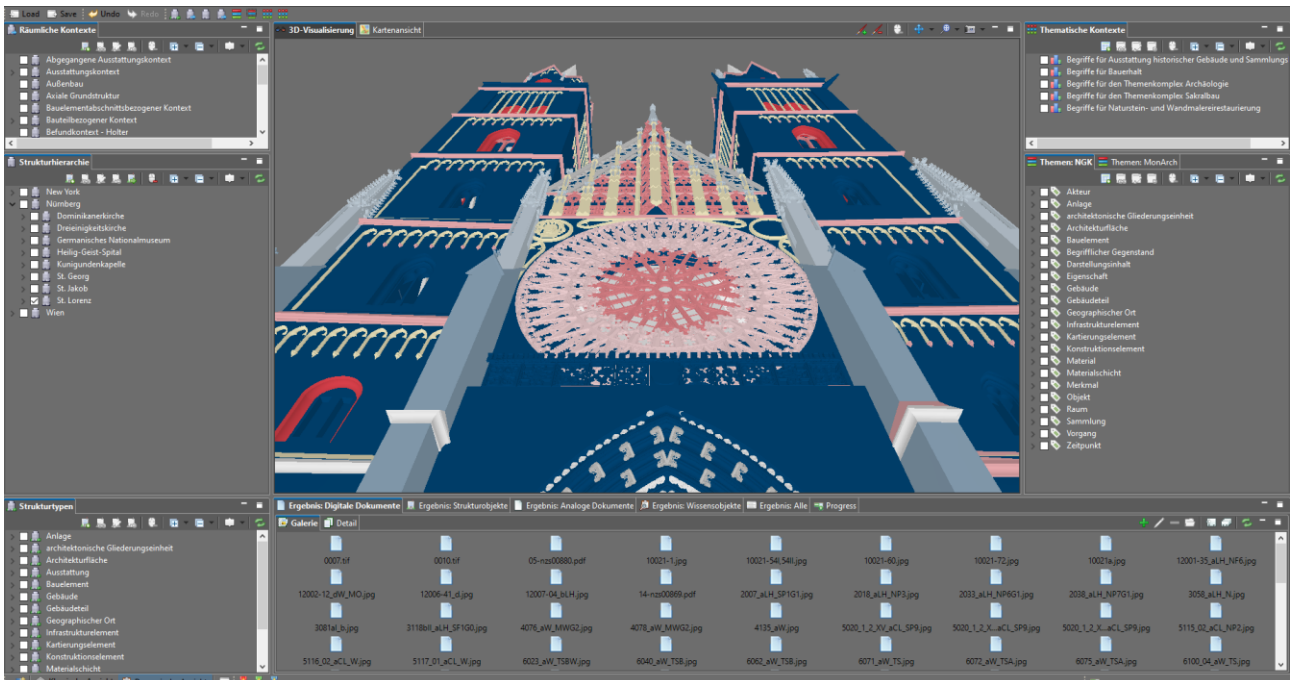 Load Save Undo Redo
Räumliche Kontexte
Abgegangene Ausstattungskontext
Ausstattungskontext
Außenbau
Axiale Grundstruktur
Bauelementabschnittsbezogener Kontext
Bauteilbezogener Kontext
Befundkontext - Holter
Strukturhierarchie
New York
Nürnberg
Dominikanerkirche
Dreieinigkeitskirche
Germanisches Nationalmuseum
Heilig-Geist-Spital
Kunigundenkapelle
St. Georg
St. Jakob
St. Lorenz
Wien
Strukturtypen
Anlage
architektonische Gliederungseinheit
Architekturfläche
Ausstattung
Bauelement
Gebäude
Gebäudeteil
Geographischer Ort
Infrastrukturelement
Kartierungselement
Konstruktionselement
Materialschicht
3D-Visualisierung Kartenansicht
Thematische Kontexte
Begriffe für Ausstattung historischer Gebäude und Sammlungs
Begriffe für Bauerhalt
Begriffe für den Themenkomplex Archäologie
Begriffe für den Themenkomplex Sakralbau
Begriffe für Naturstein- und Wandmalereirestaurierung
Themen: NGK Themen: MonArch
Akteur
Anlage
architektonische Gliederungseinheit
Architekturfläche
Bauelement
Begrifflicher Gegenstand
Darstellungsinhalt
Eigenschaft
Gebäude
Gebäudeteil
Geographischer Ort
Infrastrukturelement
Kartierungselement
Konstruktionselement
Material
Materialschicht
Merkmal
Objekt
Raum
Sammlung
Vorgang
Zeitpunkt
Ergebnis: Digitale Dokumente Ergebnis: Strukturobjekte Ergebnis: Analoge Dokumente Ergebnis: Wissensobjekte Ergebnis: Alle Progress
Galerie Detail
0007.tif 0010.tif 05-nzs00880.pdf 10021-1.jpg 10021-54I,54II.jpg 10021-60.jpg 10021-72.jpg 10021a.jpg 12001-35_aLH_NF6.jpg
12002-12_dW_MO.jpg 12006-41_d.jpg 12007-04_bLH.jpg 14-nzs00869.pdf 2007_aLH_SP1G1.jpg 2018_aLH_NP3.jpg 2033_aLH_NP6G1.jpg 2038_aLH_NP7G1.jpg 3058_aLH_N.jpg
3081aI_b.jpg 3118bII_aLH_SF1G0.jpg 4076_aW_MWG2.jpg 4078_aW_MWG2.jpg 4135_aW.jpg 5020_1_2_XV_aCL_SP9.jpg 5020_1_2_X...aCL_SP9.jpg 5020_1_2_X...aCL_SP9.jpg 5115_02_aCL_NP2.jpg
5116_02_aCL_W.jpg 5117_01_aCL_W.jpg 6023_aW_TSBW.jpg 6040_aW_TSB.jpg 6062_aW_TSB.jpg 6071_aW_TS.jpg 6072_aW_TSA.jpg 6075_aW_TSA.jpg 6100_04_aW_TS.jpg